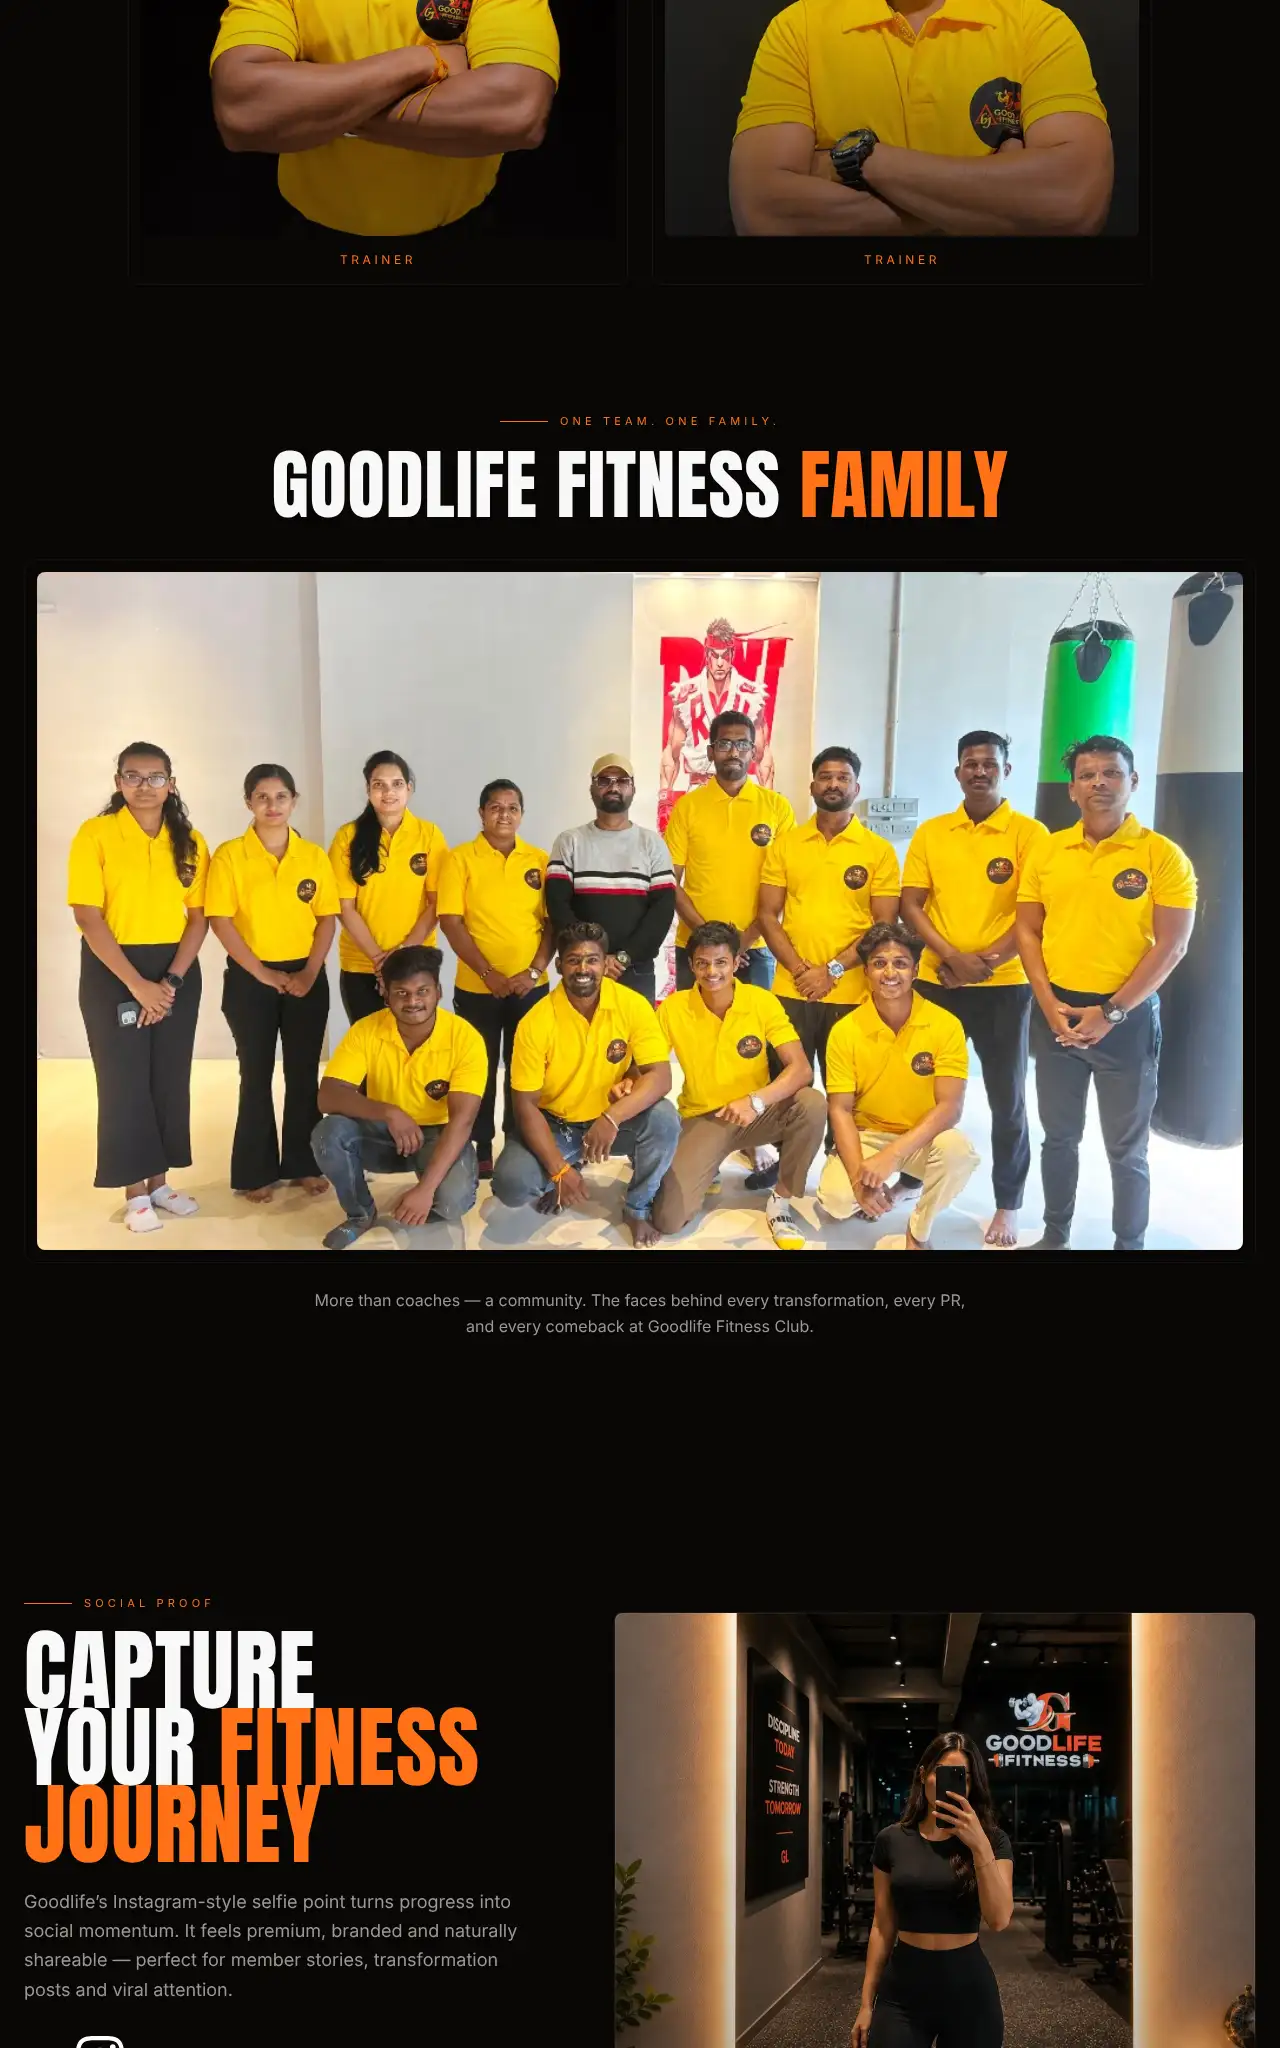 TRAINER
TRAINER
ONE TEAM. ONE FAMILY.
GOODLIFE FITNESS FAMILY
RYU
More than coaches — a community. The faces behind every transformation, every PR,
and every comeback at Goodlife Fitness Club.
SOCIAL PROOF
CAPTURE
YOUR FITNESS
JOURNEY
Goodlife’s Instagram-style selfie point turns progress into
social momentum. It feels premium, branded and naturally
shareable — perfect for member stories, transformation
posts and viral attention.
DISCIPLINE
TODAY
STRENGTH
TOMORROW
GL
GOODLIFE
FITNESS